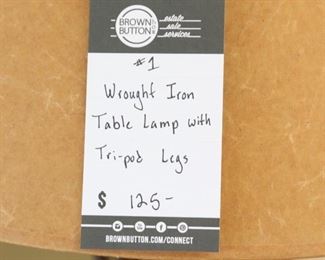 BROWN BUTTON
estate sale services
#1
Wrought Iron
Table Lamp with
Tri-pod Legs
$ 125-
BROWNBUTTON.COM/CONNECT